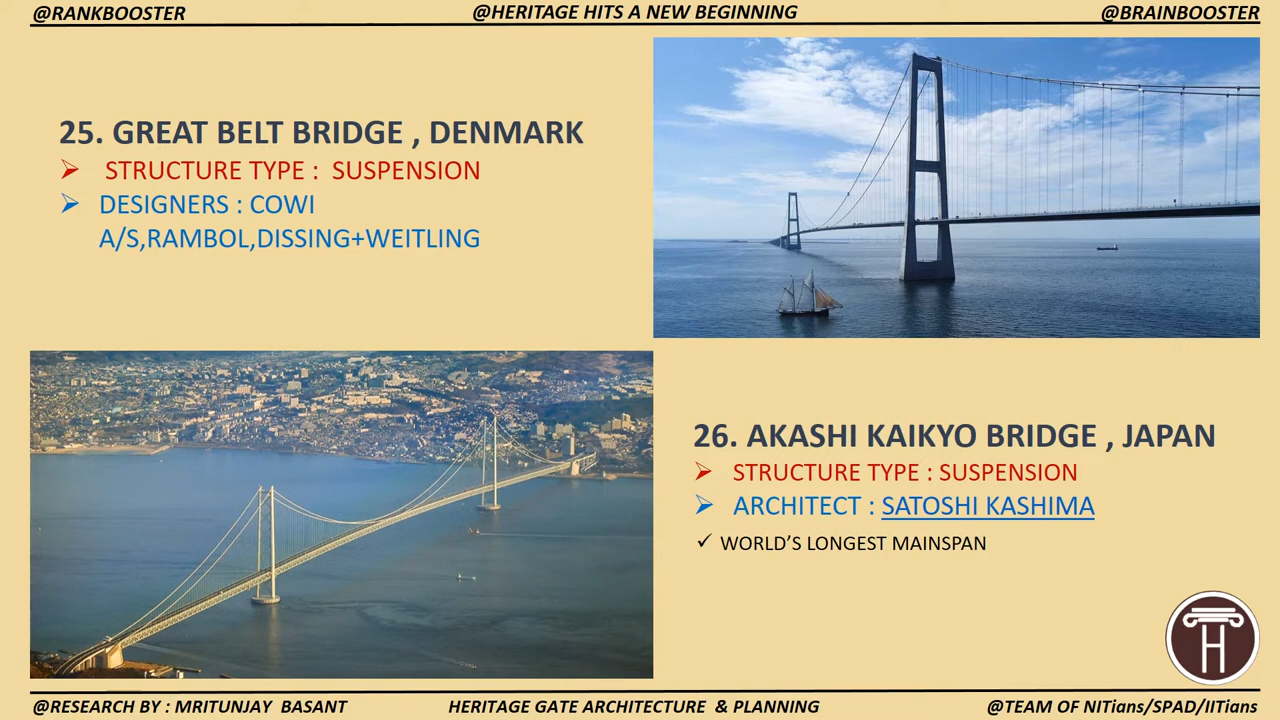 @RANKBOOSTER
@HERITAGE HITS A NEW BEGINNING
@BRAINBOOSTER
25. GREAT BELT BRIDGE , DENMARK
STRUCTURE TYPE : SUSPENSION
DESIGNERS : COWI
A/S,RAMBOL,DISSING+WEITLING
26. AKASHI KAIKYO BRIDGE , JAPAN
STRUCTURE TYPE : SUSPENSION
ARCHITECT : SATOSHI KASHIMA
WORLD'S LONGEST MAINSPAN
H
@RESEARCH BY : MRITUNJAY BASANT
HERITAGE GATE ARCHITECTURE & PLANNING
@TEAM OF NITians/SPAD/IITians